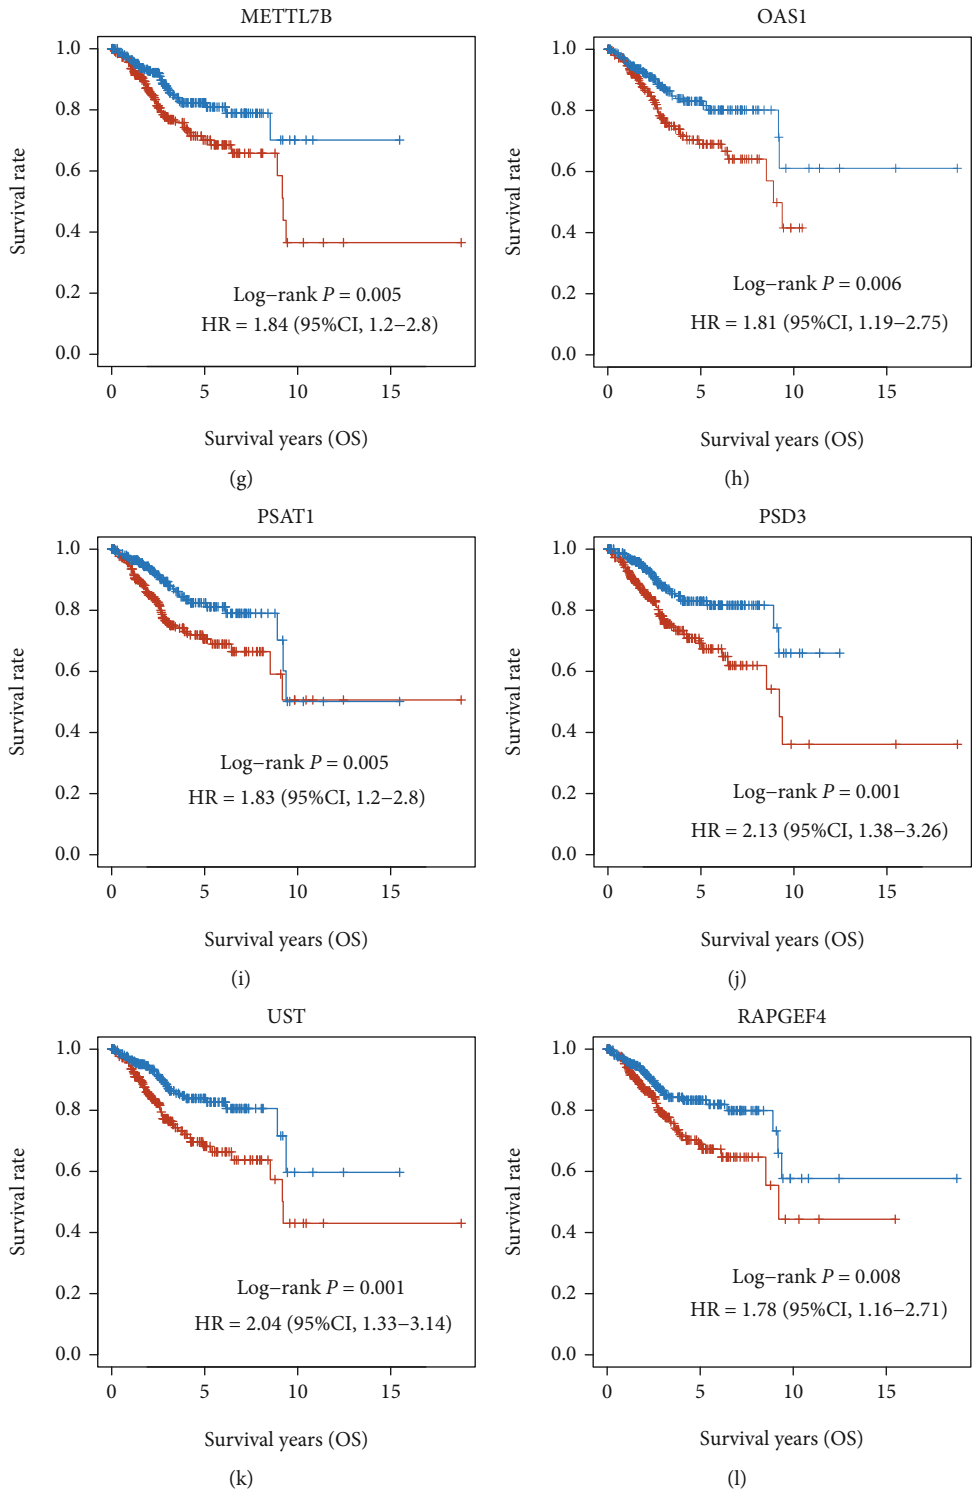 METTL7B
1.0
0.8
0.6
0.4
0.2
0.0
Survival rate
Log−rank P = 0.005
HR = 1.84 (95%CI, 1.2−2.8)
0 5 10 15
Survival years (OS)
(g)
OAS1
1.0
0.8
0.6
0.4
0.2
0.0
Survival rate
Log−rank P = 0.006
HR = 1.81 (95%CI, 1.19−2.75)
0 5 10 15
Survival years (OS)
(h)
PSAT1
1.0
0.8
0.6
0.4
0.2
0.0
Survival rate
Log−rank P = 0.005
HR = 1.83 (95%CI, 1.2−2.8)
0 5 10 15
Survival years (OS)
(i)
PSD3
1.0
0.8
0.6
0.4
0.2
0.0
Survival rate
Log−rank P = 0.001
HR = 2.13 (95%CI, 1.38−3.26)
0 5 10 15
Survival years (OS)
(j)
UST
1.0
0.8
0.6
0.4
0.2
0.0
Survival rate
Log−rank P = 0.001
HR = 2.04 (95%CI, 1.33−3.14)
0 5 10 15
Survival years (OS)
(k)
RAPGEF4
1.0
0.8
0.6
0.4
0.2
0.0
Survival rate
Log−rank P = 0.008
HR = 1.78 (95%CI, 1.16−2.71)
0 5 10 15
Survival years (OS)
(l)